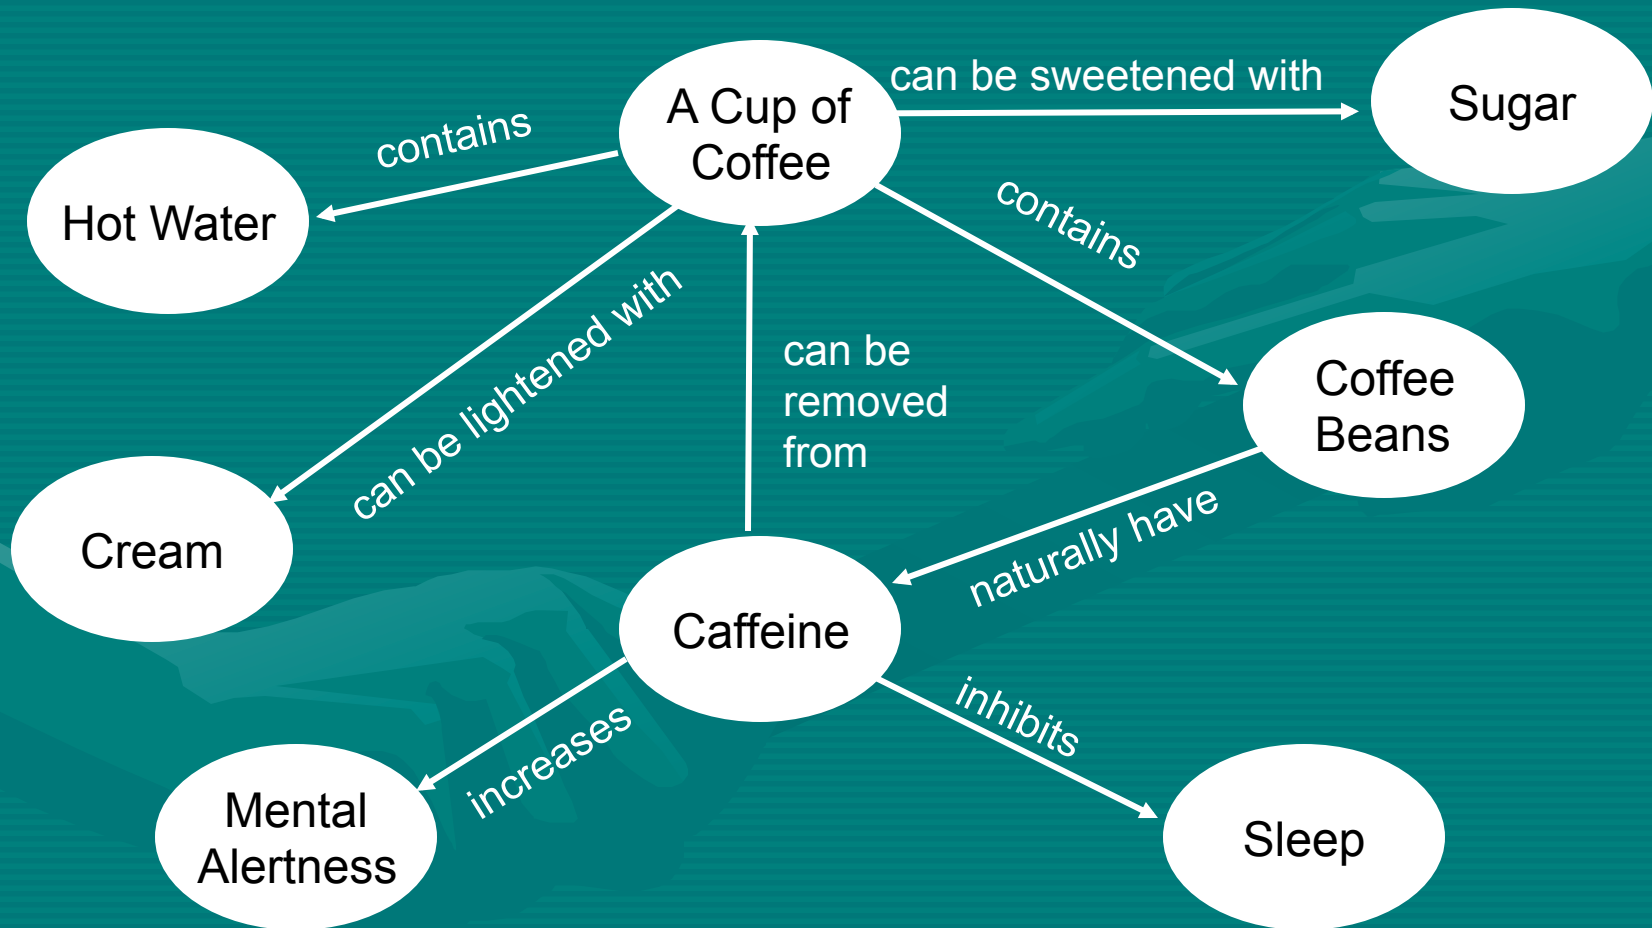 can be sweetened with
Sugar
A Cup of
Coffee
contains
Hot Water
contains
can be lightened with
can be
removed
from
Coffee
Beans
naturally have
Cream
Caffeine
inhibits
increases
Mental
Alertness
Sleep